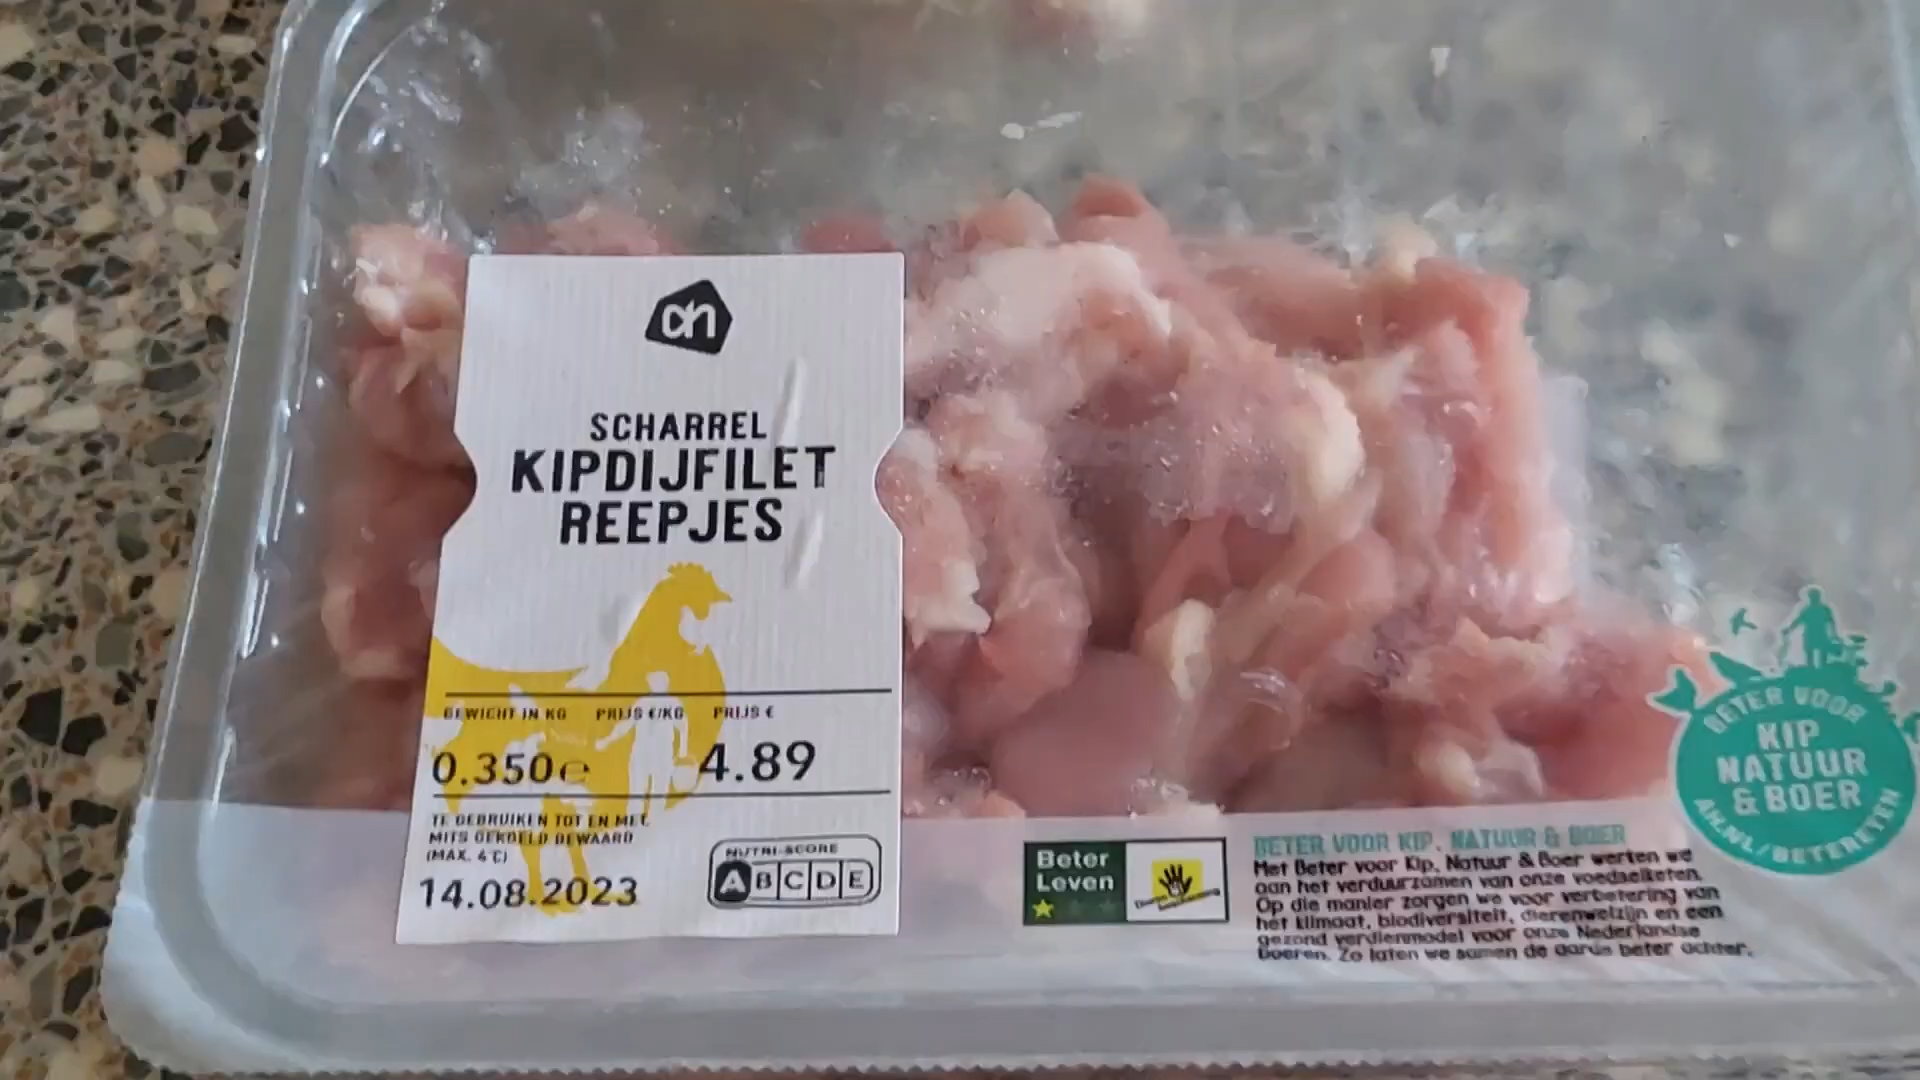 ah
SCHARREL
KIPDIJFILET
REEPJES
GEWICHT IN KG PRIJS €/KG PRIJS €
0.350e 4.89
TE GEBRUIKEN TOT EN MET
MITS GEKOELD BEWAARD
(MAX. 4°C)
14.08.2023
NUTRI-SCORE
A B C D E
Beter
Leven
BETER VOOR KIP, NATUUR & BOER
Met Beter voor Kip, Natuur & Boer werken we
aan het verduurzamen van onze voedselketen.
Op die manier zorgen we voor verbetering van
het klimaat, biodiversiteit, dierenwelzijn en een
gezond verdienmodel voor onze Nederlandse
boeren. Zo laten we samen de aarde beter achter.
BETER VOOR
KIP
NATUUR
& BOER
AH.NL/BETERETEN